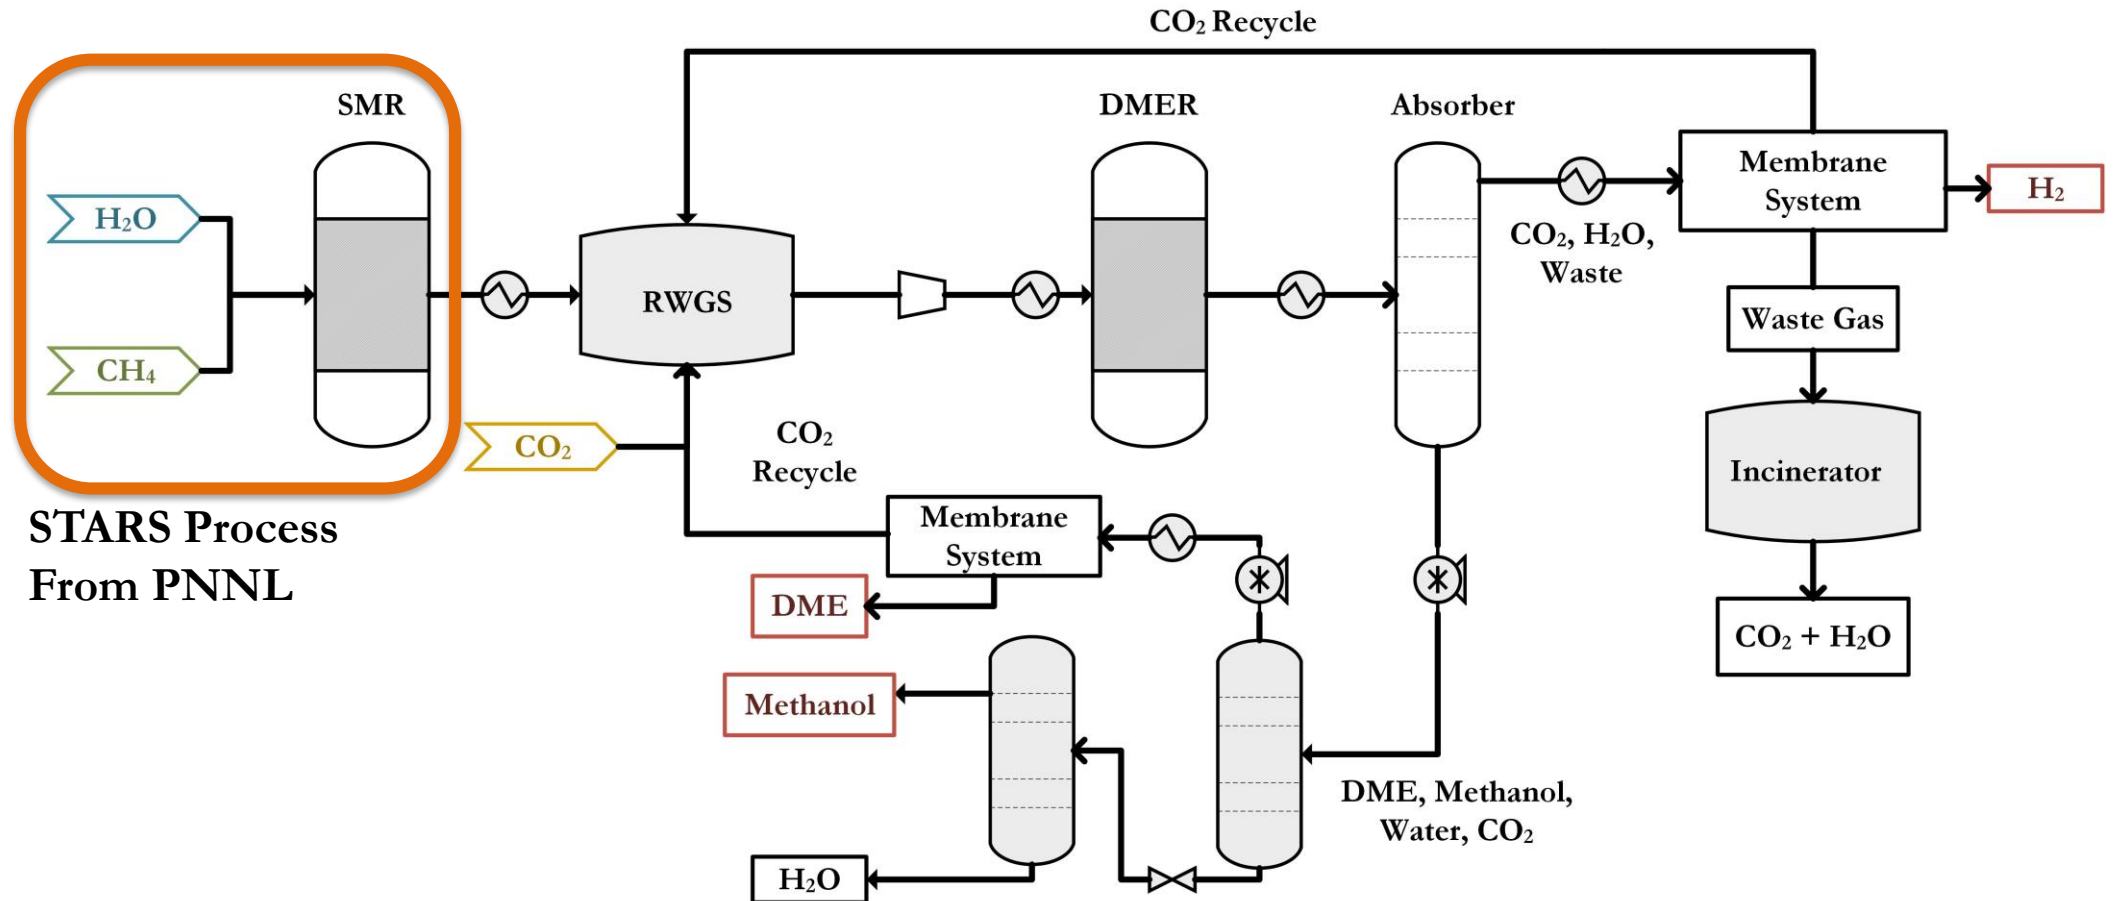 CO₂ Recycle
SMR
DMER
Absorber
Membrane
System
H₂
H₂O
CO₂, H₂O,
Waste
RWGS
Waste Gas
CH₄
CO₂
CO₂
Recycle
Incinerator
STARS Process
From PNNL
Membrane
System
DME
CO₂ + H₂O
Methanol
DME, Methanol,
Water, CO₂
H₂O